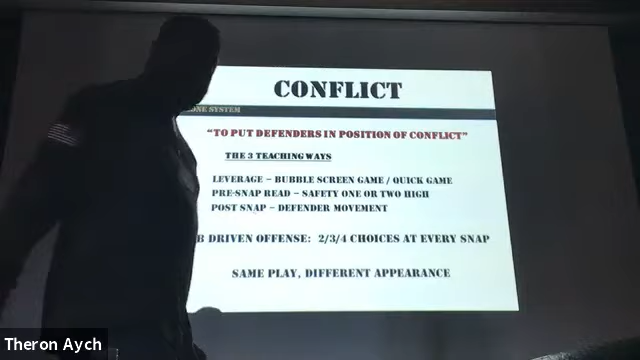 CONFLICT
ONE SYSTEM
"TO PUT DEFENDERS IN POSITION OF CONFLICT"
THE 3 TEACHING WAYS
LEVERAGE – BUBBLE SCREEN GAME / QUICK GAME
PRE-SNAP READ – SAFETY ONE OR TWO HIGH
POST SNAP – DEFENDER MOVEMENT
B DRIVEN OFFENSE: 2/3/4 CHOICES AT EVERY SNAP
SAME PLAY, DIFFERENT APPEARANCE
Theron Aych